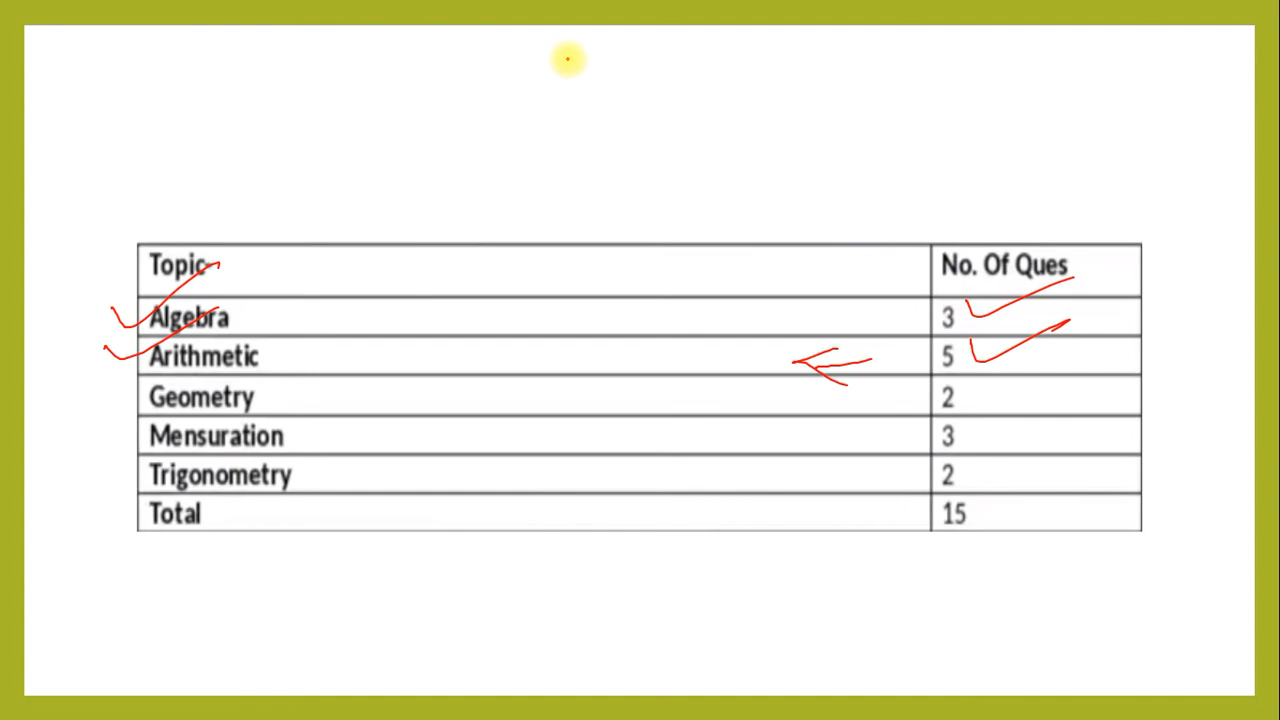 Topic No. Of Ques
Algebra 3
Arithmetic 5
Geometry 2
Mensuration 3
Trigonometry 2
Total 15